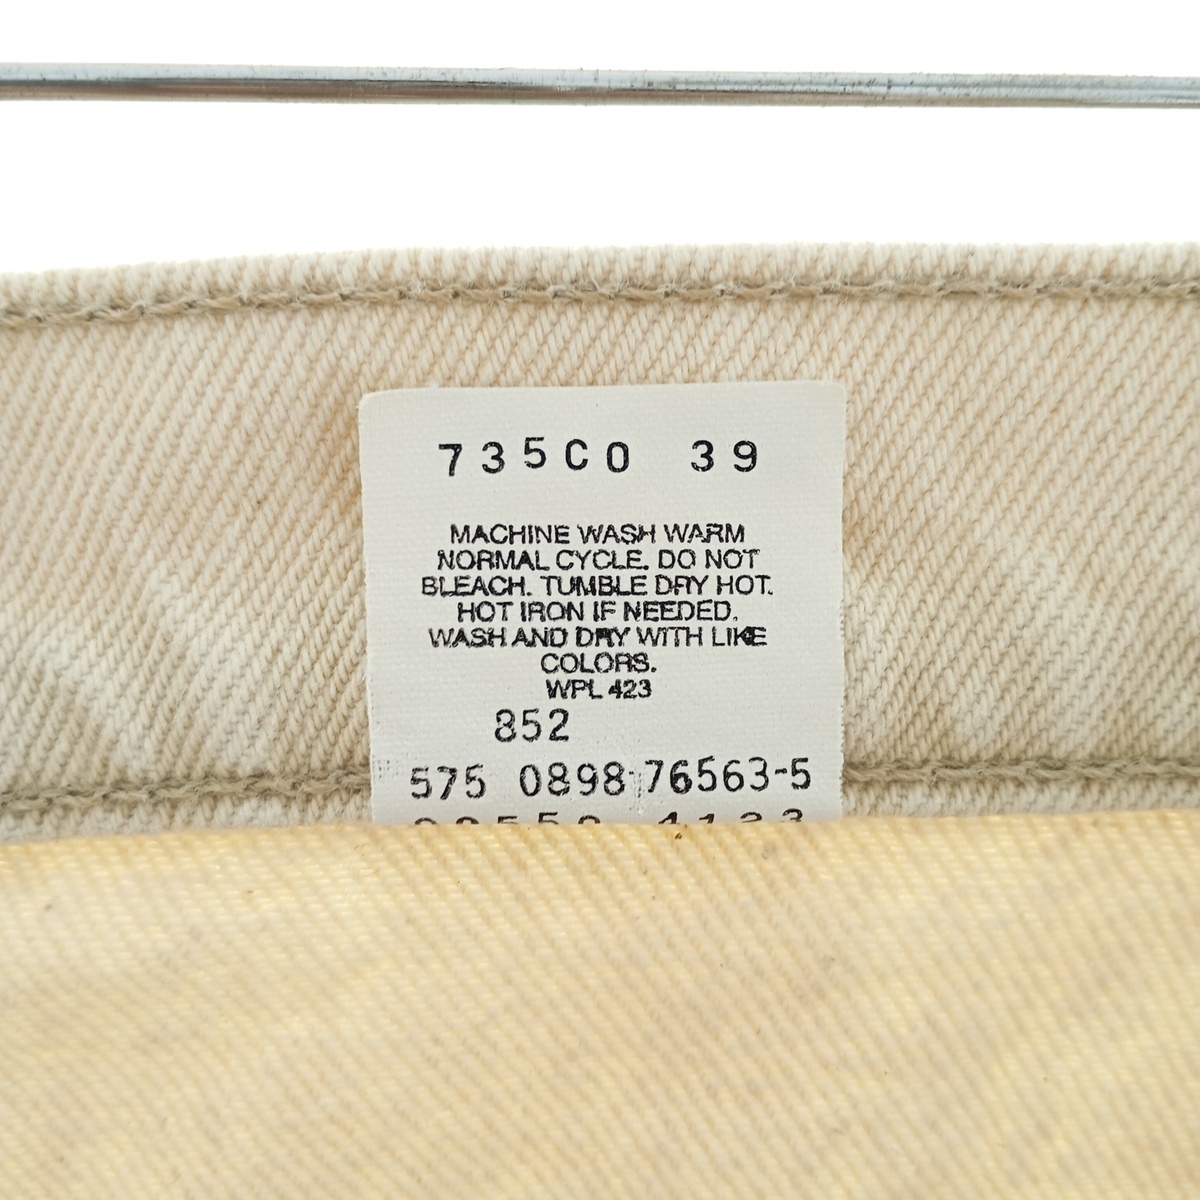 735C0 39
MACHINE WASH WARM
NORMAL CYCLE. DO NOT
BLEACH. TUMBLE DRY HOT.
HOT IRON IF NEEDED.
WASH AND DRY WITH LIKE
COLORS.
WPL 423
852
575 0898 76563-5